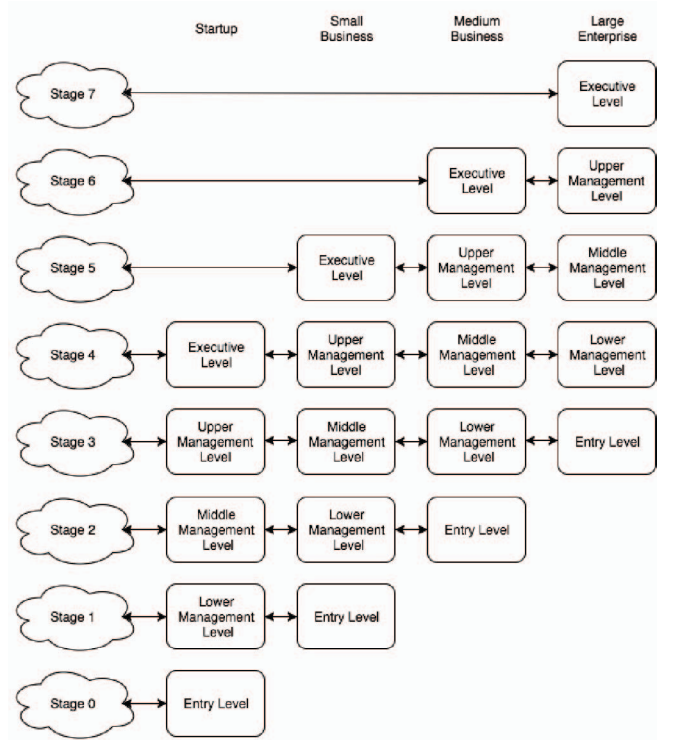 Startup
Small
Business
Medium
Business
Large
Enterprise
Stage 7
Executive
Level
Stage 6
Executive
Level
Upper
Management
Level
Stage 5
Executive
Level
Upper
Management
Level
Middle
Management
Level
Stage 4
Executive
Level
Upper
Management
Level
Middle
Management
Level
Lower
Management
Level
Stage 3
Upper
Management
Level
Middle
Management
Level
Lower
Management
Level
Entry Level
Stage 2
Middle
Management
Level
Lower
Management
Level
Entry Level
Stage 1
Lower
Management
Level
Entry Level
Stage 0
Entry Level